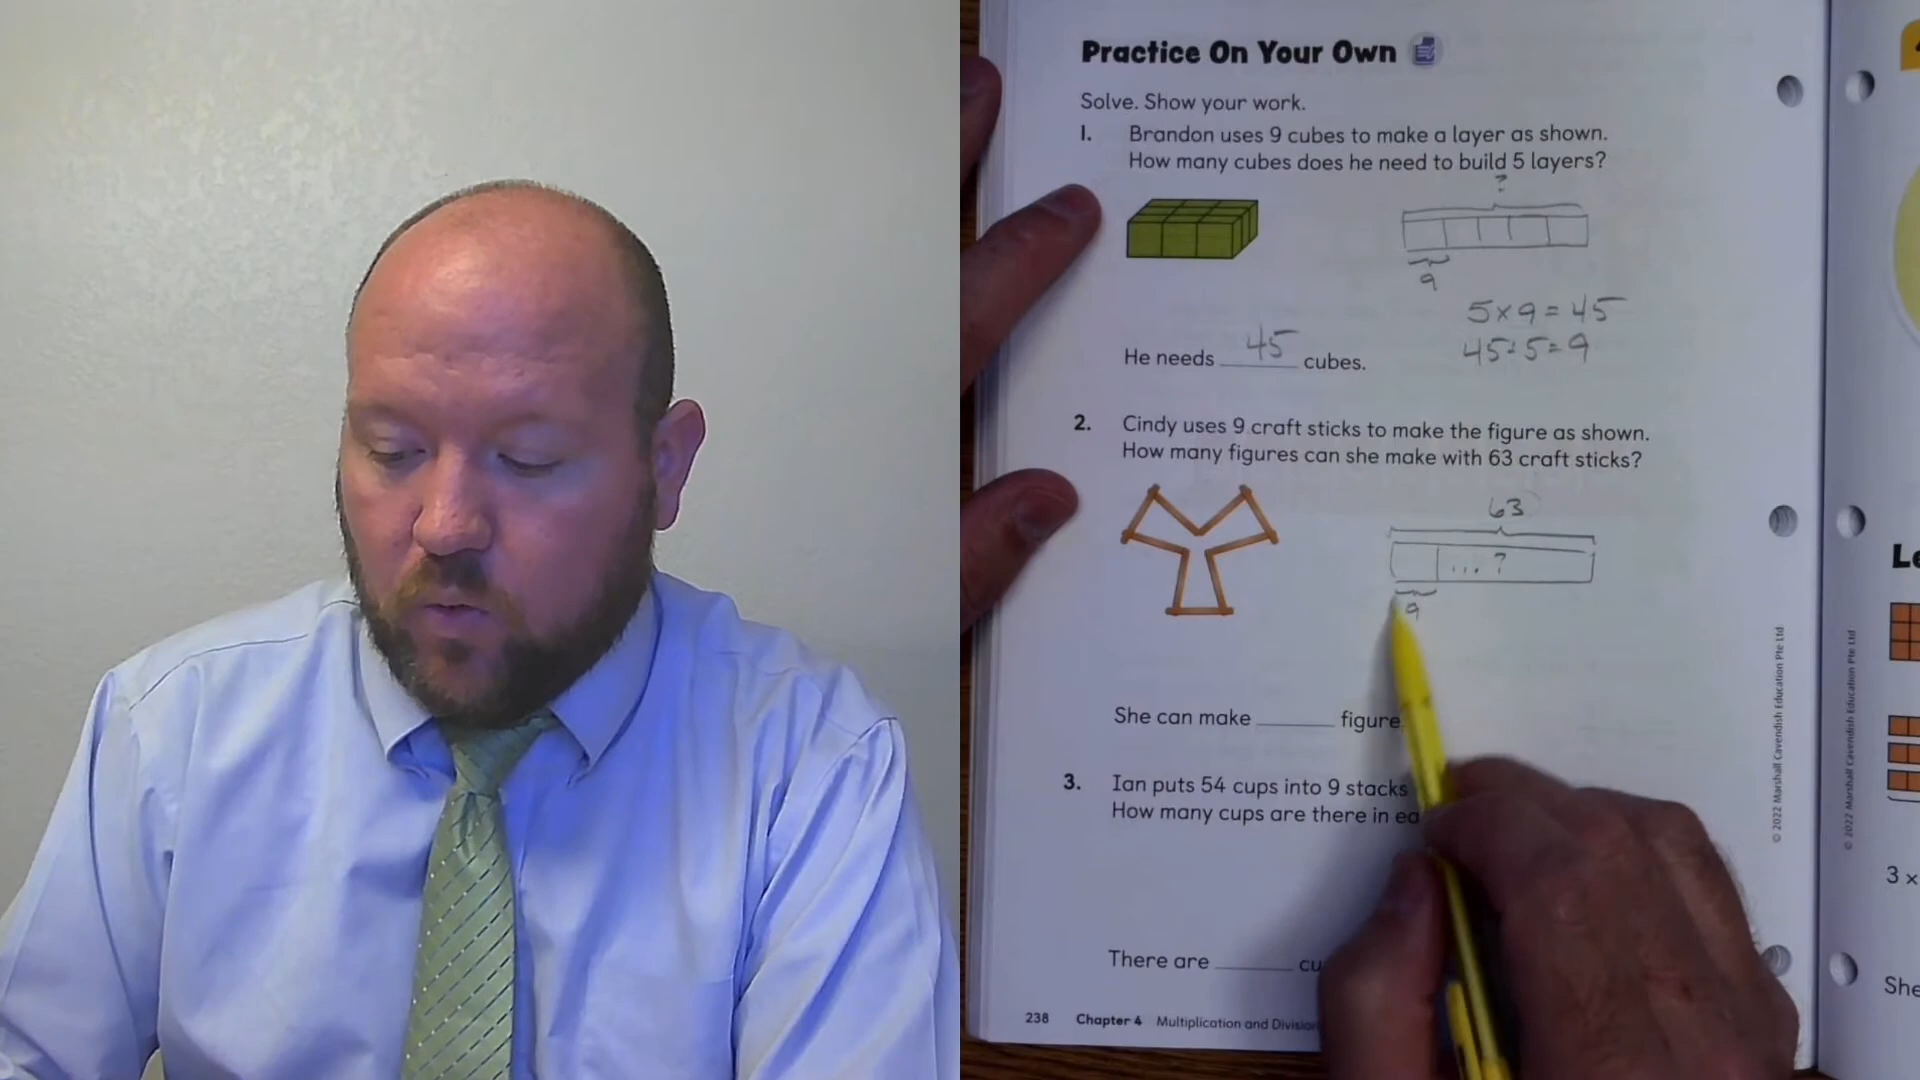 Practice On Your Own
Solve. Show your work.
1. Brandon uses 9 cubes to make a layer as shown.
How many cubes does he need to build 5 layers?
?
9
5 × 9 = 45
45 ÷ 5 = 9
He needs 45 cubes.
2. Cindy uses 9 craft sticks to make the figure as shown.
How many figures can she make with 63 craft sticks?
63
... ?
9
She can make ______ figure
3. Ian puts 54 cups into 9 stacks
How many cups are there in ea
There are ______ cu
238 Chapter 4 Multiplication and Division
© 2022 Marshall Cavendish Education Pte Ltd
© 2022 Marshall Cavendish Education Pte Ltd
Le
3 ×
She